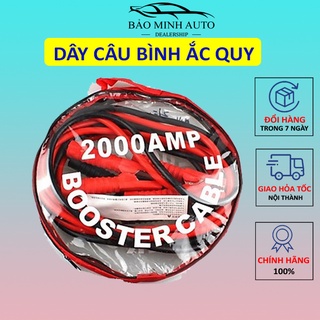 BẢO MINH AUTO
DEALERSHIP
DÂY CÂU BÌNH ẮC QUY
2000AMP
BOOSTER CABLE
ĐỔI HÀNG
TRONG 7 NGÀY
GIAO HỎA TỐC
NỘI THÀNH
CHÍNH HÃNG
100%